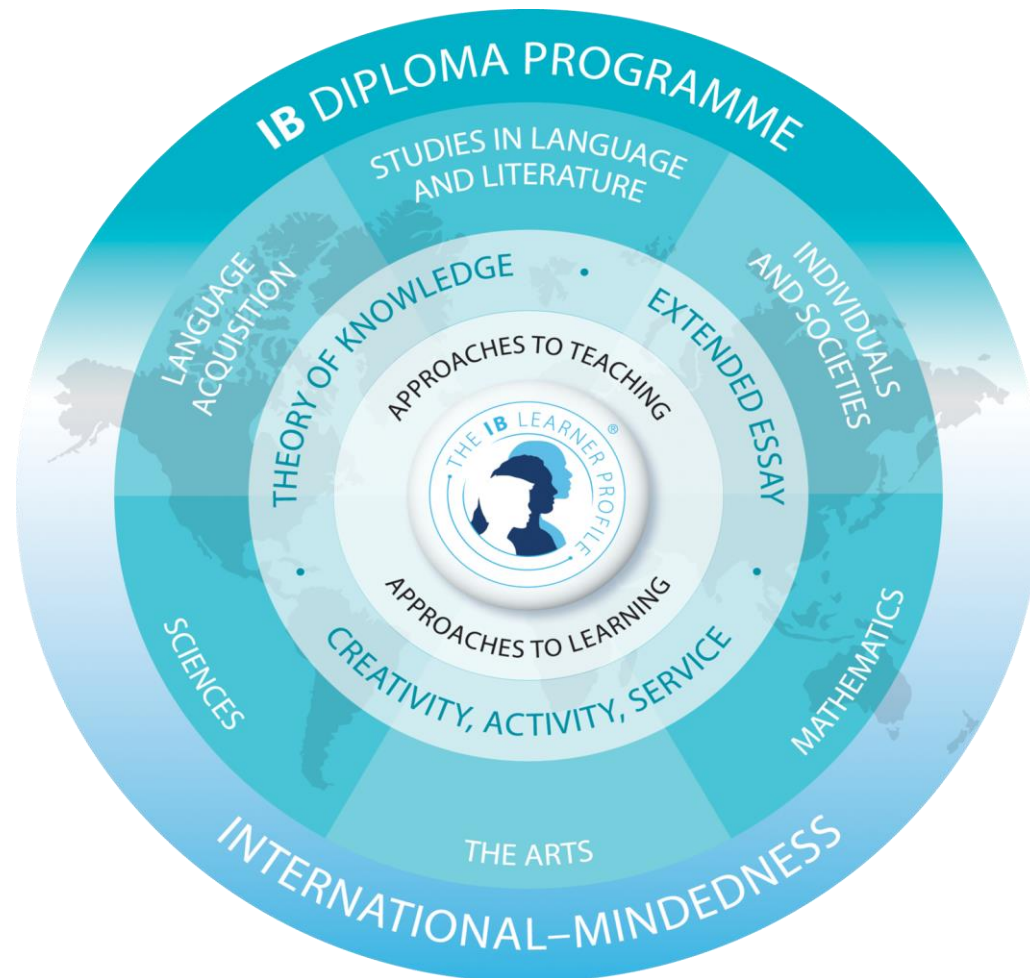 IB DIPLOMA PROGRAMME
STUDIES IN LANGUAGE
AND LITERATURE
LANGUAGE
ACQUISITION
INDIVIDUALS
AND SOCIETIES
THEORY OF KNOWLEDGE
•
EXTENDED ESSAY
APPROACHES TO TEACHING
• THE IB LEARNER PROFILE •
®
APPROACHES TO LEARNING
•
•
CREATIVITY, ACTIVITY, SERVICE
SCIENCES
MATHEMATICS
THE ARTS
INTERNATIONAL–MINDEDNESS